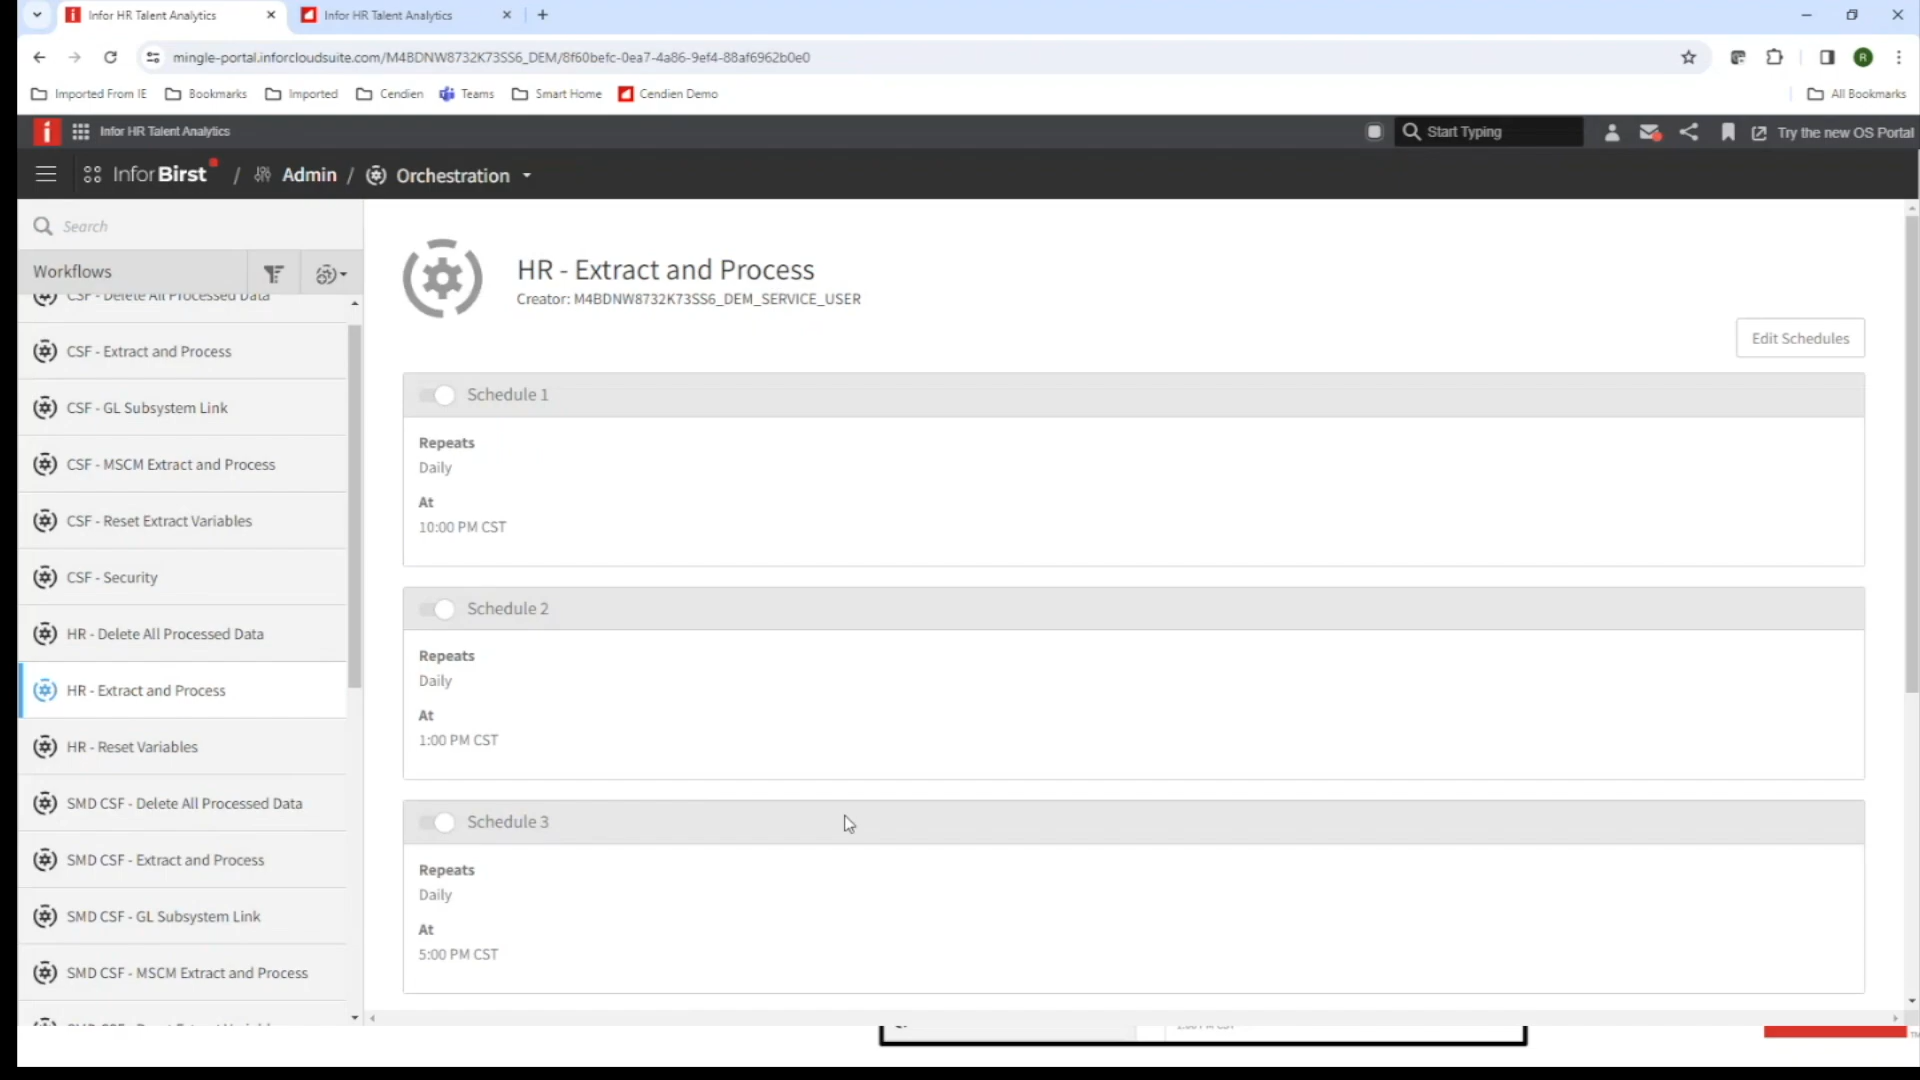 Infor HR Talent Analytics
Infor HR Talent Analytics
mingle-portal.inforcloudsuite.com/M4BDNW8732K73SS6_DEM/8f60befc-0ea7-4a86-9ef4-88af6962b0e0
R
Imported From IE
Bookmarks
Imported
Cendien
Teams
Smart Home
Cendien Demo
All Bookmarks
Infor HR Talent Analytics
Start Typing
Try the new OS Portal
Infor Birst / Admin / Orchestration
Search
Workflows
CSF - Delete All Processed Data
CSF - Extract and Process
CSF - GL Subsystem Link
CSF - MSCM Extract and Process
CSF - Reset Extract Variables
CSF - Security
HR - Delete All Processed Data
HR - Extract and Process
HR - Reset Variables
SMD CSF - Delete All Processed Data
SMD CSF - Extract and Process
SMD CSF - GL Subsystem Link
SMD CSF - MSCM Extract and Process
HR - Extract and Process
Creator: M4BDNW8732K73SS6_DEM_SERVICE_USER
Edit Schedules
Schedule 1
Repeats
Daily
At
10:00 PM CST
Schedule 2
Repeats
Daily
At
1:00 PM CST
Schedule 3
Repeats
Daily
At
5:00 PM CST